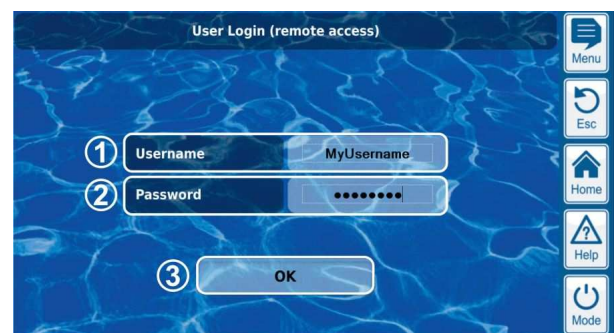 User Login (remote access)
Menu
Esc
1 Username MyUsername
2 Password ••••••••
Home
Help
3 OK
Mode